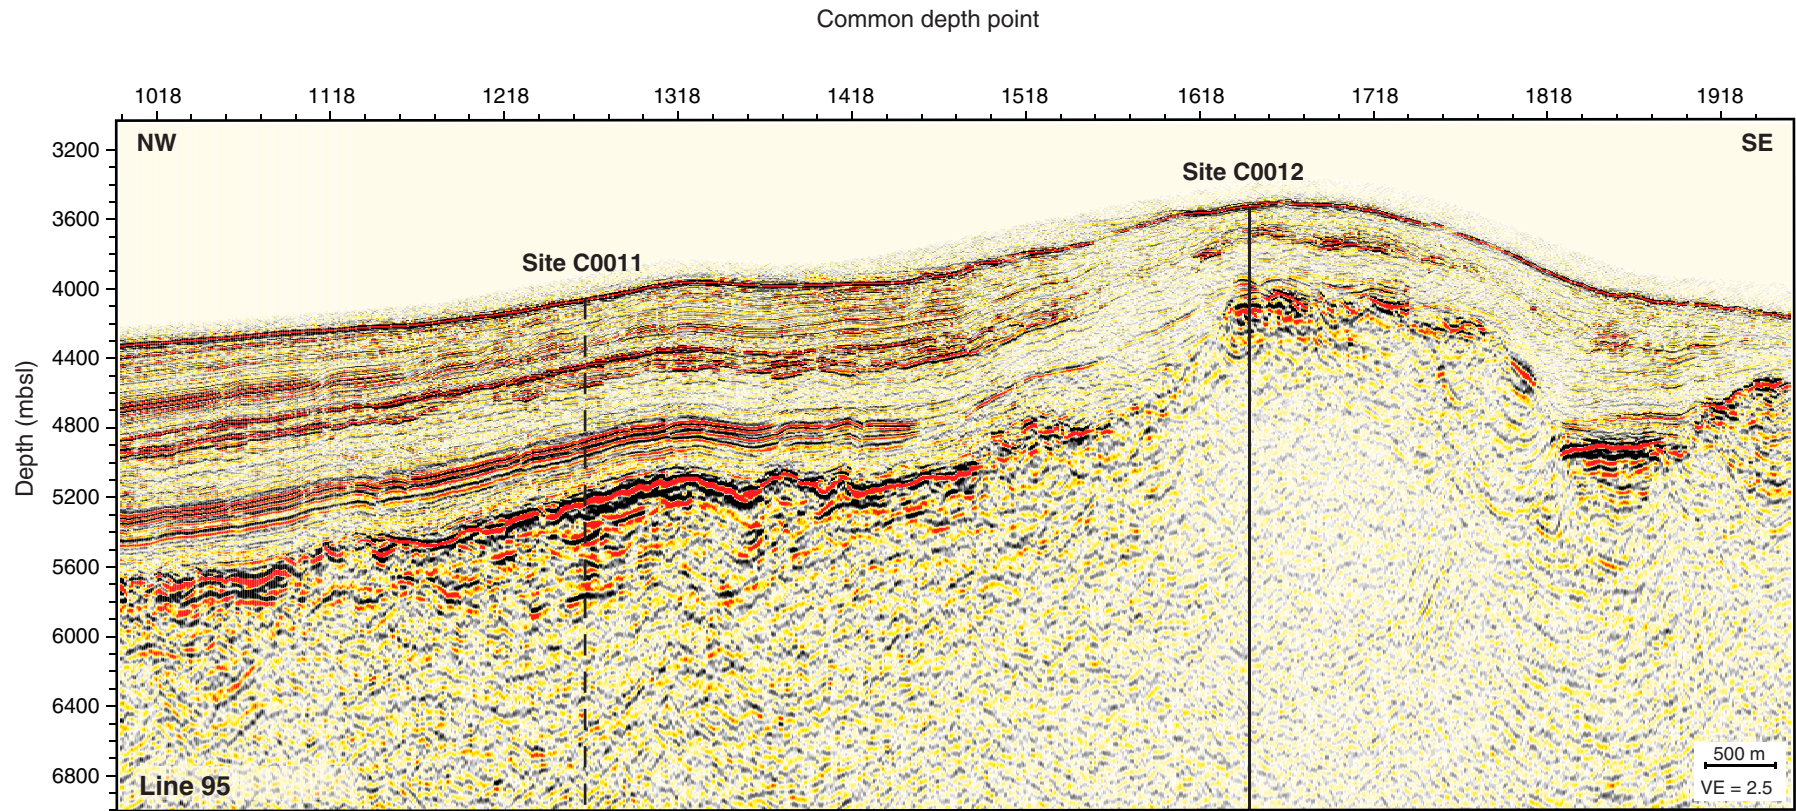 Common depth point
1018 1118 1218 1318 1418 1518 1618 1718 1818 1918
NW
SE
3200
Site C0012
3600
Site C0011
4000
4400
4800
Depth (mbsl)
5200
5600
6000
6400
500 m
6800
Line 95
VE = 2.5